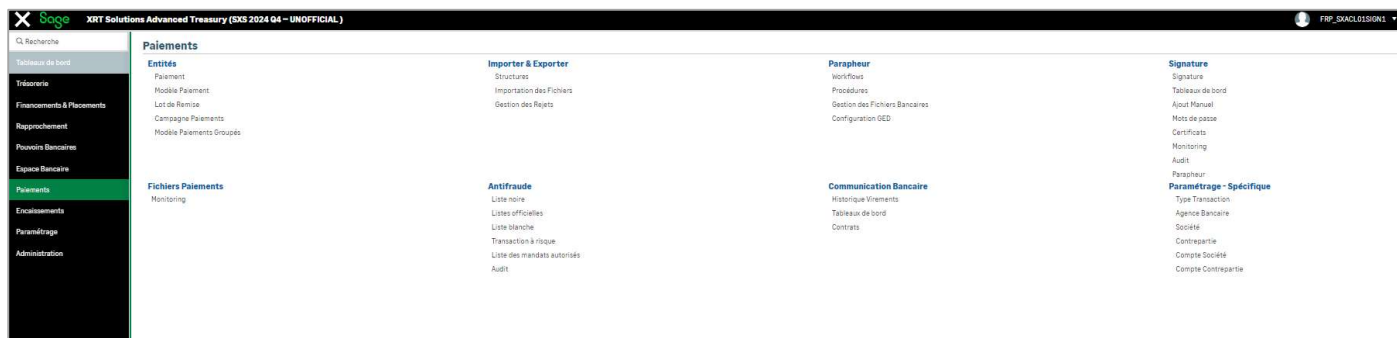 Sage XRT Solutions Advanced Treasury (SXS 2024 Q4 – UNOFFICIAL )
FRP_SXACL01SIGN1
Recherche
Tableaux de bord
Trésorerie
Financements & Placements
Rapprochement
Pouvoirs Bancaires
Espace Bancaire
Paiements
Encaissements
Paramétrage
Administration
Paiements
Entités
Paiement
Modèle Paiement
Lot de Remise
Campagne Paiements
Modèle Paiements Groupés
Importer & Exporter
Structures
Importation des Fichiers
Gestion des Rejets
Parapheur
Workflows
Procédures
Gestion des Fichiers Bancaires
Configuration GED
Signature
Signature
Tableaux de bord
Ajout Manuel
Mots de passe
Certificats
Monitoring
Audit
Parapheur
Fichiers Paiements
Monitoring
Antifraude
Liste noire
Listes officielles
Liste blanche
Transaction à risque
Liste des mandats autorisés
Audit
Communication Bancaire
Historique Virements
Tableaux de bord
Contrats
Paramétrage - Spécifique
Type Transaction
Agence Bancaire
Société
Contrepartie
Compte Société
Compte Contrepartie